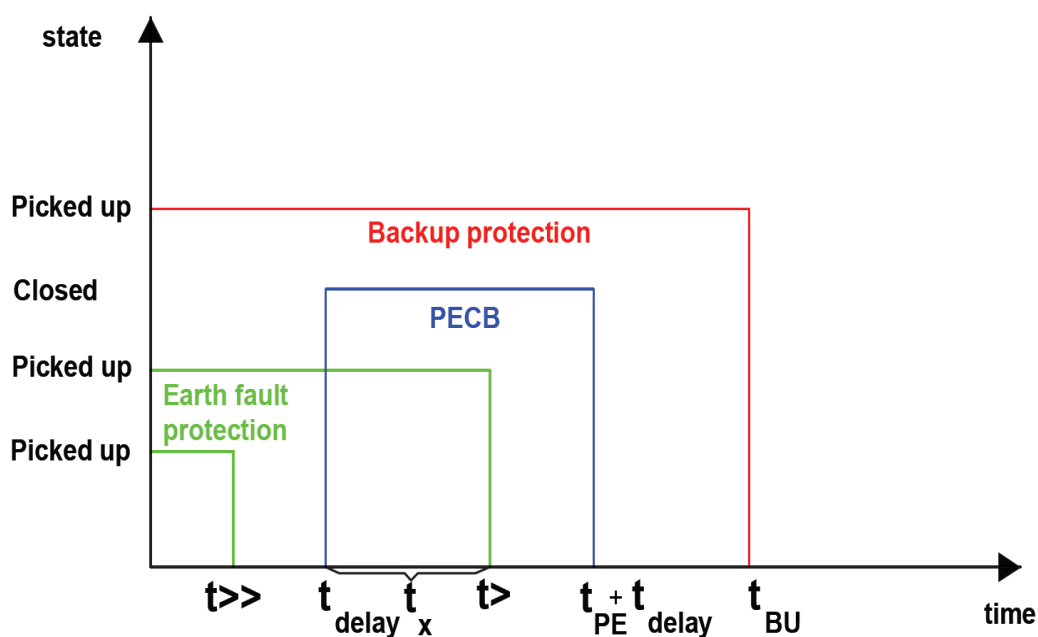 state
Picked up
Backup protection
Closed
PECB
Picked up
Earth fault
protection
Picked up
t>> t delay t x t> t PE + t delay t BU
time